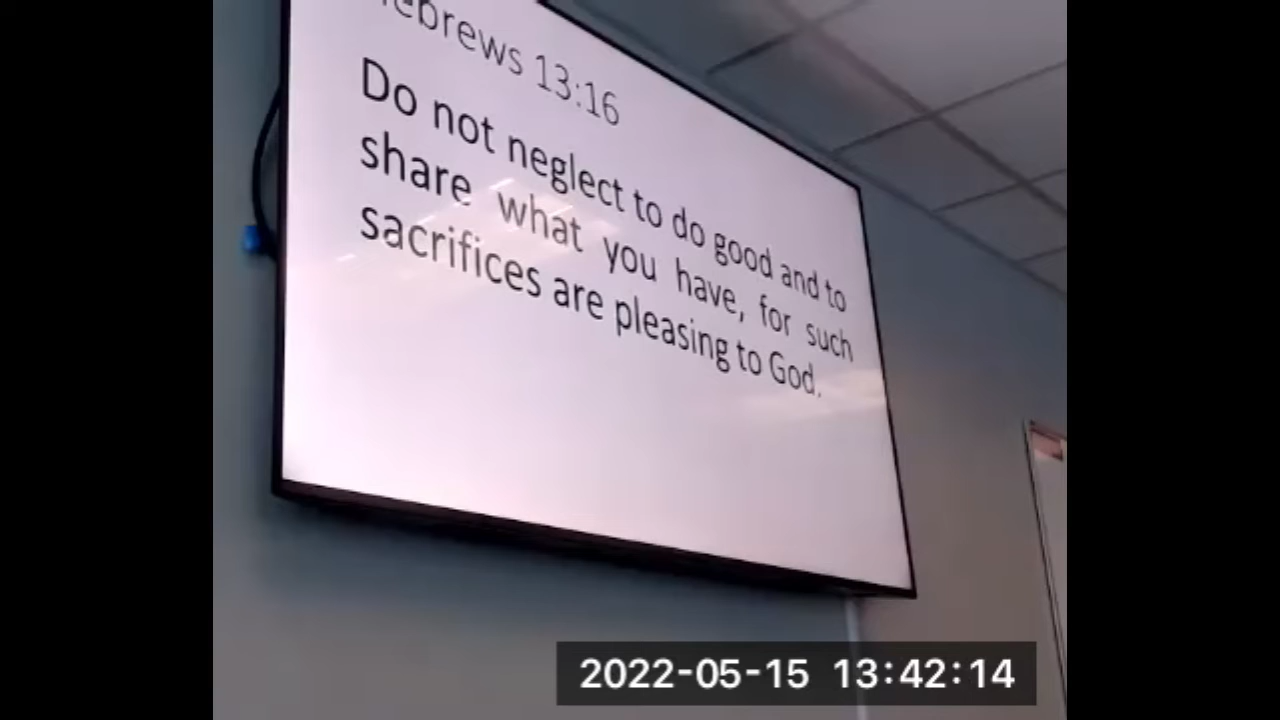 ebrews 13:16
Do not neglect to do good and to
share what you have, for such
sacrifices are pleasing to God.
2022-05-15 13:42:14